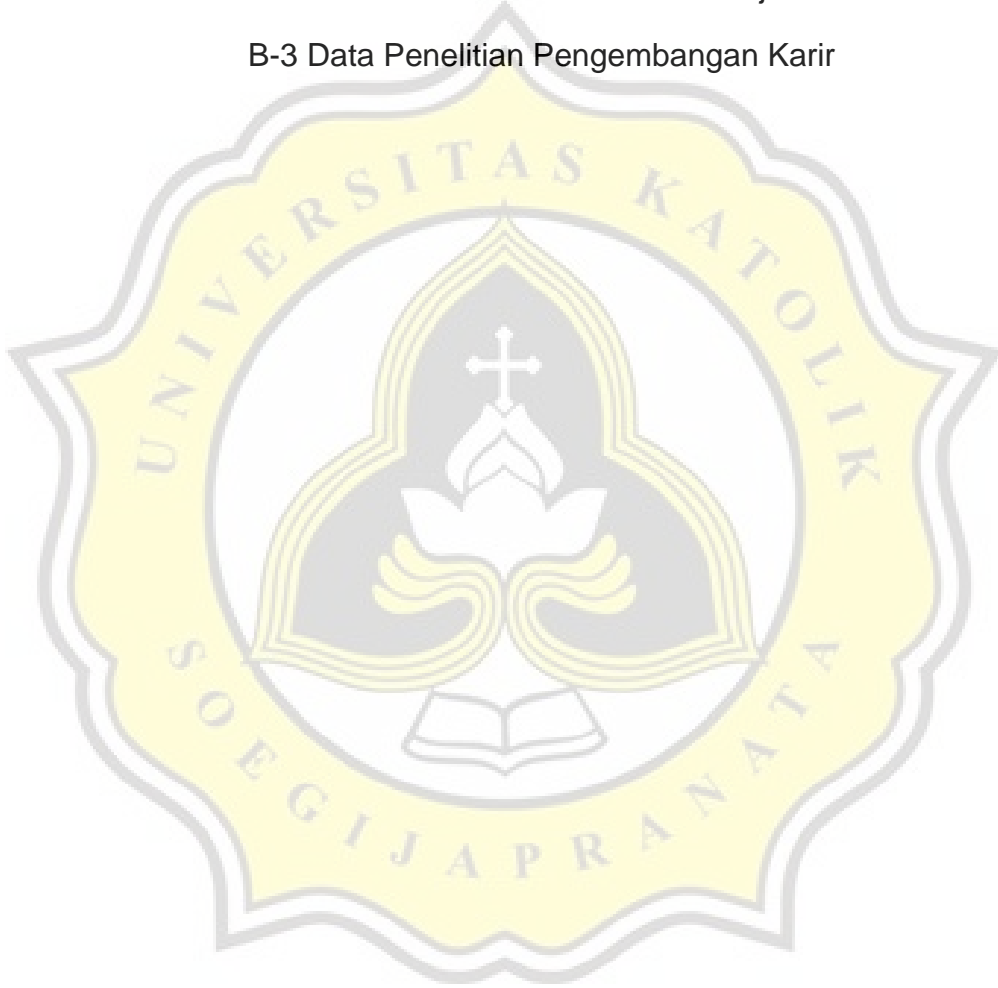 B-3 Data Penelitian Pengembangan Karir
UNIVERSITAS KATOLIK
SOEGIJAPRANATA